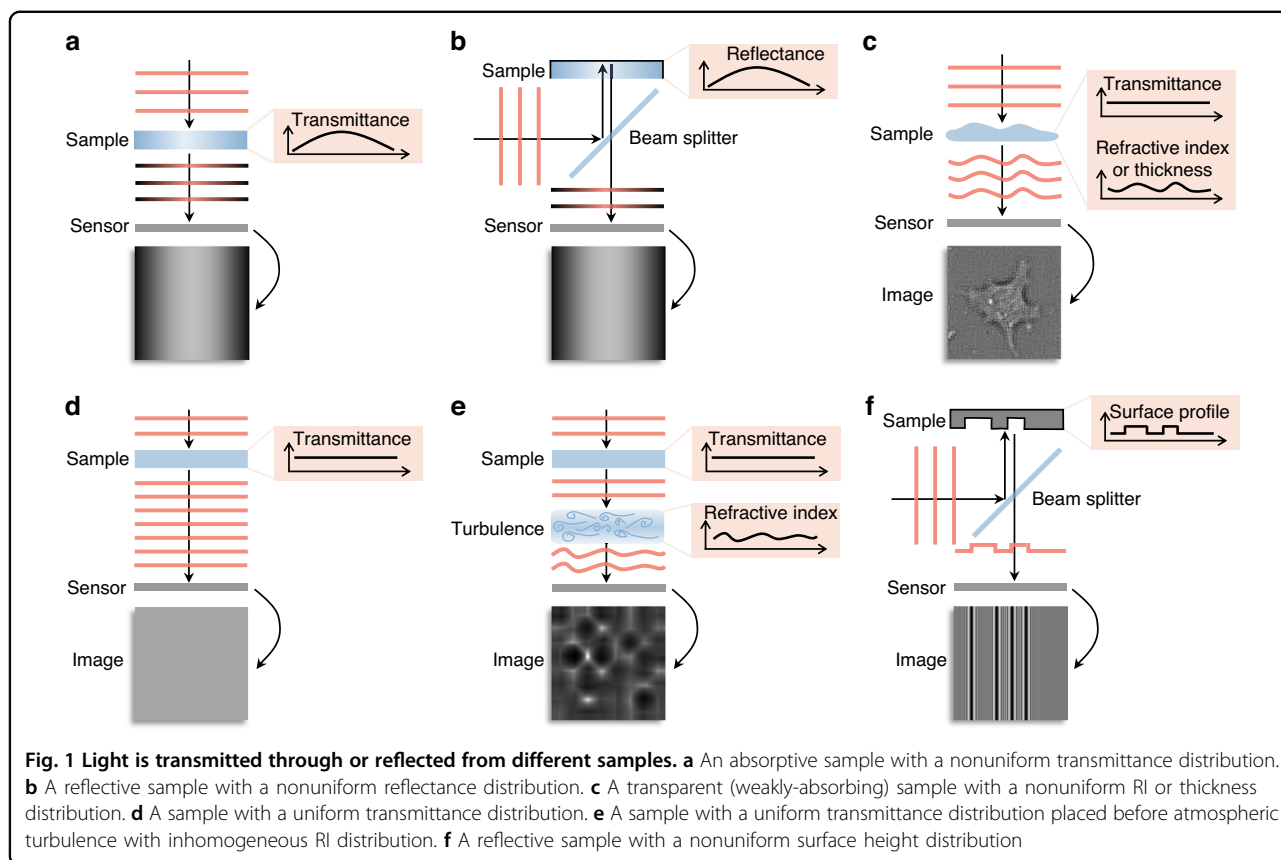 a
Sample
Transmittance
Sensor
b
Sample
Reflectance
Beam splitter
c
Transmittance
Sample
Refractive index
or thickness
Sensor
Image
d
Sample
Transmittance
Sensor
Image
e
Sample
Transmittance
Turbulence
Refractive index
f
Sample
Surface profile
Beam splitter
Image
Fig. 1 Light is transmitted through or reflected from different samples. a An absorptive sample with a nonuniform transmittance distribution.
b A reflective sample with a nonuniform reflectance distribution. c A transparent (weakly-absorbing) sample with a nonuniform RI or thickness
distribution. d A sample with a uniform transmittance distribution. e A sample with a uniform transmittance distribution placed before atmospheric
turbulence with inhomogeneous RI distribution. f A reflective sample with a nonuniform surface height distribution